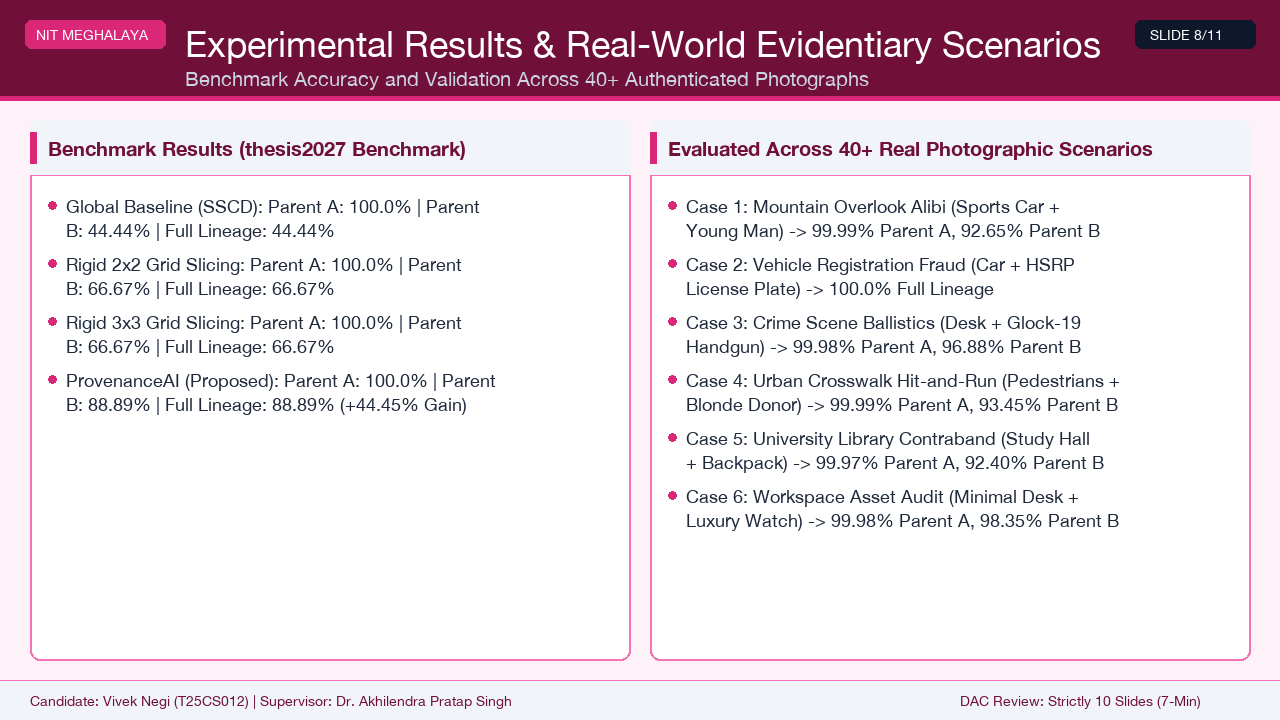 NIT MEGHALAYA
Experimental Results & Real-World Evidentiary Scenarios
SLIDE 8/11
Benchmark Accuracy and Validation Across 40+ Authenticated Photographs
Benchmark Results (thesis2027 Benchmark)
Global Baseline (SSCD): Parent A: 100.0% | Parent
B: 44.44% | Full Lineage: 44.44%
Rigid 2x2 Grid Slicing: Parent A: 100.0% | Parent
B: 66.67% | Full Lineage: 66.67%
Rigid 3x3 Grid Slicing: Parent A: 100.0% | Parent
B: 66.67% | Full Lineage: 66.67%
ProvenanceAI (Proposed): Parent A: 100.0% | Parent
B: 88.89% | Full Lineage: 88.89% (+44.45% Gain)
Evaluated Across 40+ Real Photographic Scenarios
Case 1: Mountain Overlook Alibi (Sports Car +
Young Man) -> 99.99% Parent A, 92.65% Parent B
Case 2: Vehicle Registration Fraud (Car + HSRP
License Plate) -> 100.0% Full Lineage
Case 3: Crime Scene Ballistics (Desk + Glock-19
Handgun) -> 99.98% Parent A, 96.88% Parent B
Case 4: Urban Crosswalk Hit-and-Run (Pedestrians +
Blonde Donor) -> 99.99% Parent A, 93.45% Parent B
Case 5: University Library Contraband (Study Hall
+ Backpack) -> 99.97% Parent A, 92.40% Parent B
Case 6: Workspace Asset Audit (Minimal Desk +
Luxury Watch) -> 99.98% Parent A, 98.35% Parent B
Candidate: Vivek Negi (T25CS012) | Supervisor: Dr. Akhilendra Pratap Singh
DAC Review: Strictly 10 Slides (7-Min)